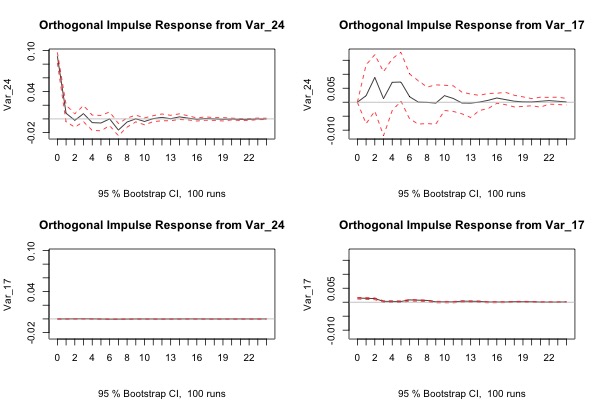 Orthogonal Impulse Response from Var_24
Var_24
-0.02 0.04 0.10
0 2 4 6 8 10 13 16 19 22
95 % Bootstrap CI, 100 runs
Orthogonal Impulse Response from Var_17
Var_24
-0.010 0.005
0 2 4 6 8 10 13 16 19 22
95 % Bootstrap CI, 100 runs
Orthogonal Impulse Response from Var_24
Var_17
-0.02 0.04 0.10
0 2 4 6 8 10 13 16 19 22
95 % Bootstrap CI, 100 runs
Orthogonal Impulse Response from Var_17
Var_17
-0.010 0.005
0 2 4 6 8 10 13 16 19 22
95 % Bootstrap CI, 100 runs